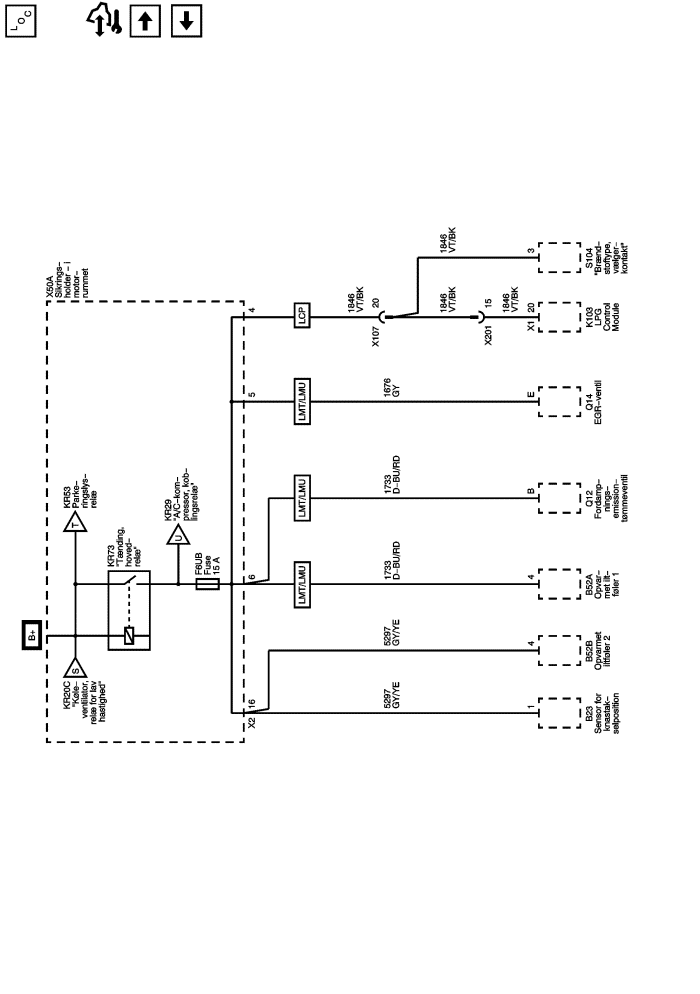 LOC
X50A
Sikrings-
holder - i
motor-
rummet
B+
KR20C
"Køle-
ventilator,
relæ for lav
hastighed"
S
KR53
Parke-
ringslys-
relæ
T
KR73
"Tænding,
hoved-
relæ"
KR29
"A/C-kom-
pressor, kob-
lingsrelæ"
U
F6UB
Fuse
15 A
X2
16
6
5
4
LMT/LMU
LMT/LMU
LMT/LMU
LCP
5297
GY/YE
5297
GY/YE
1733
D-BU/RD
1733
D-BU/RD
1676
GY
1846
VT/BK
20
X107
1846
VT/BK
1846
VT/BK
15
X201
1846
VT/BK
1
4
4
B
E
X1
20
3
B23
Sensor for
knastak-
selposition
B52B
Opvarmet
iltføler 2
B52A
Opvar-
met ilt-
føler 1
Q12
Fordamp-
nings-
emission-
tømmeventil
Q14
EGR-ventil
K103
LPG
Control
Module
S104
"Brænd-
stoftype,
vælger-
kontakt"